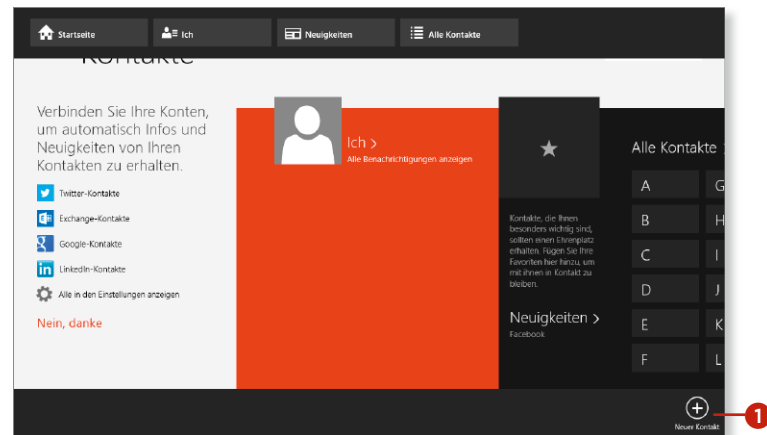 Startseite
Ich
Neuigkeiten
Alle Kontakte
Kontakte
Verbinden Sie Ihre Konten,
um automatisch Infos und
Neuigkeiten von Ihren
Kontakten zu erhalten.
Twitter-Kontakte
Exchange-Kontakte
Google-Kontakte
LinkedIn-Kontakte
Alle in den Einstellungen anzeigen
Nein, danke
Ich >
Alle Benachrichtigungen anzeigen
Kontakte, die Ihnen
besonders wichtig sind,
sollten einen Ehrenplatz
erhalten. Fügen Sie Ihre
Favoriten hier hinzu, um
mit ihnen in Kontakt zu
bleiben.
Neuigkeiten >
Facebook
Alle Kontakte
A G
B H
C I
D J
E K
F L
Neuer Kontakt
1